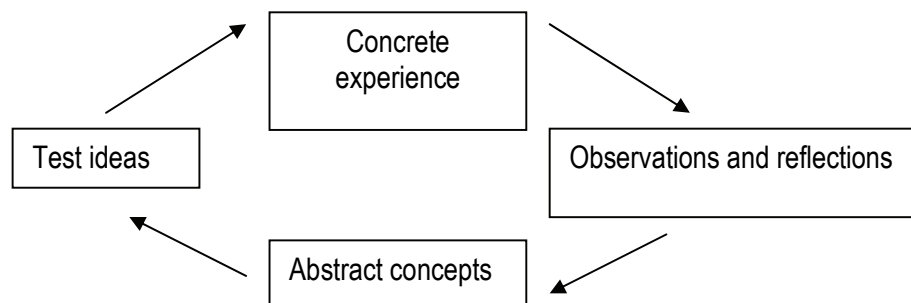 Concrete
experience
Test ideas
Observations and reflections
Abstract concepts